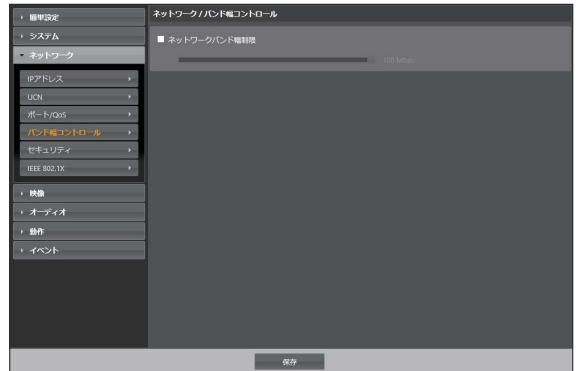 簡単設定
システム
ネットワーク
IPアドレス
UCN
ポート/QoS
バンド幅コントロール
セキュリティ
IEEE 802.1X
映像
オーディオ
動作
イベント
ネットワーク / バンド幅コントロール
ネットワークバンド幅制限
100 Mbps
保存